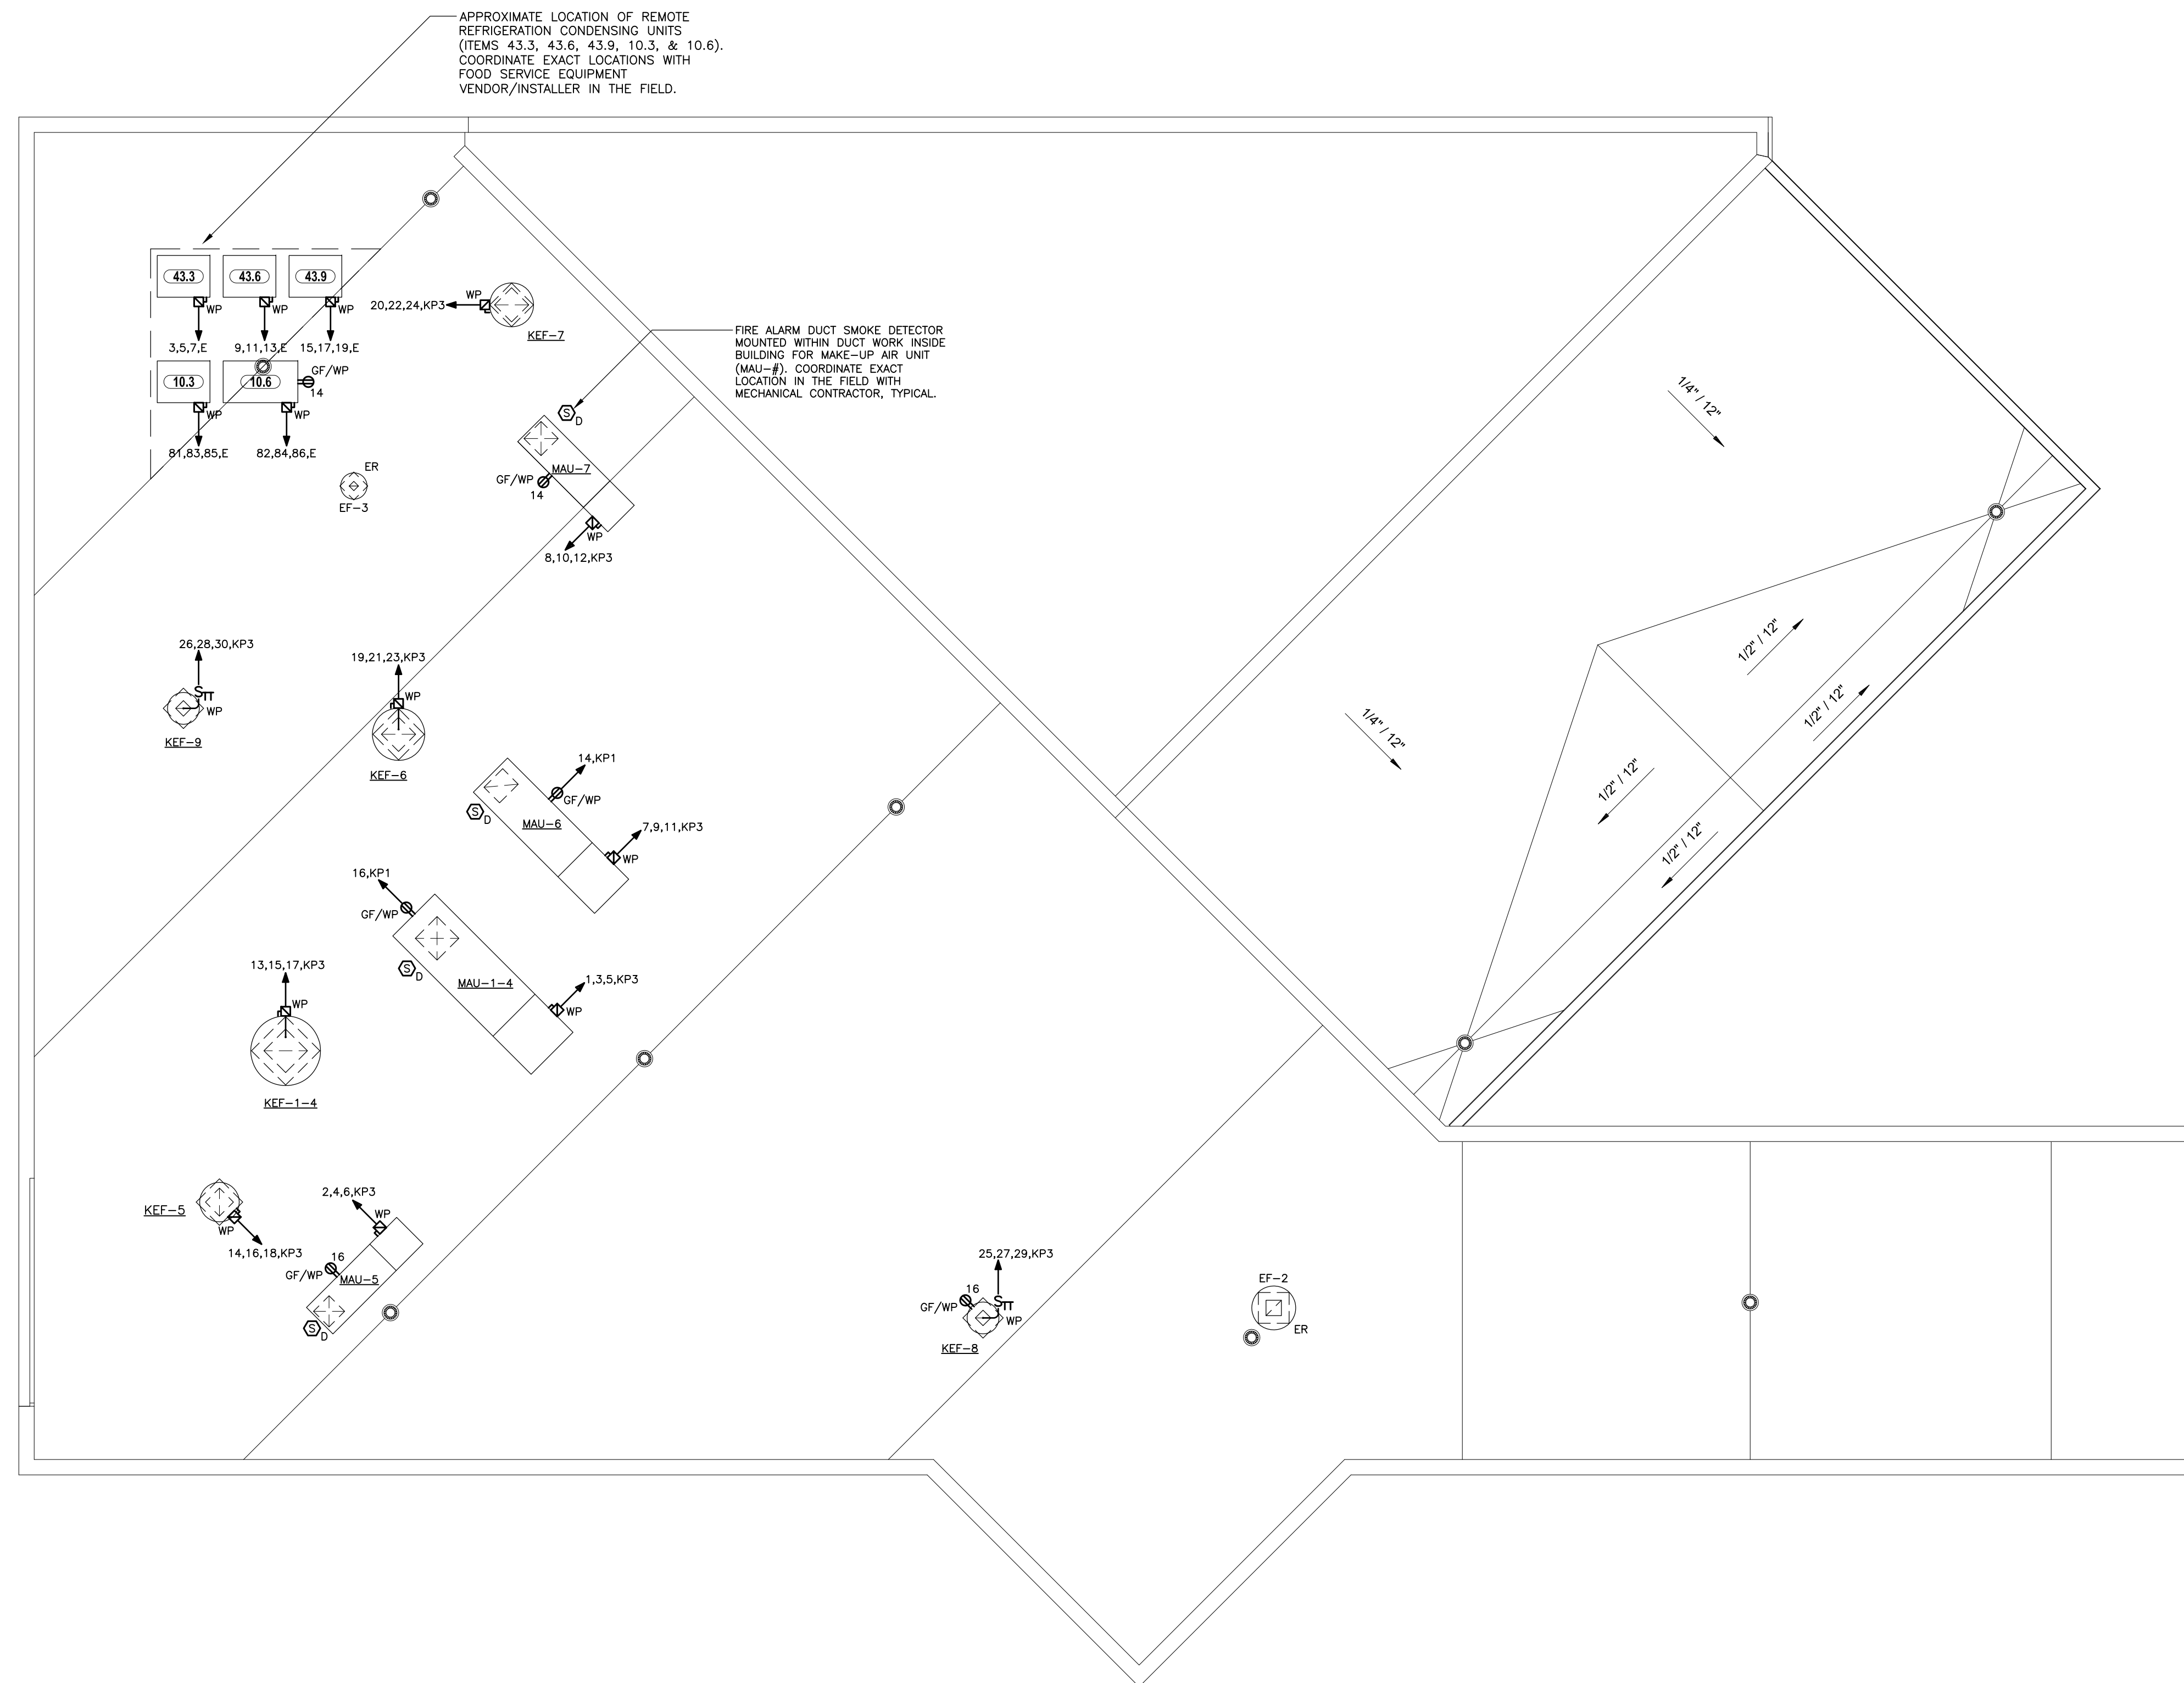 APPROXIMATE LOCATION OF REMOTE
REFRIGERATION CONDENSING UNITS
(ITEMS 43.3, 43.6, 43.9, 10.3, & 10.6).
COORDINATE EXACT LOCATIONS WITH
FOOD SERVICE EQUIPMENT
VENDOR/INSTALLER IN THE FIELD.
43.3
43.6
43.9
WP
WP
WP
3,5,7,E
9,11,13,E
15,17,19,E
10.3
10.6
GF/WP
14
WP
WP
81,83,85,E
82,84,86,E
20,22,24,KP3
WP
KEF-7
FIRE ALARM DUCT SMOKE DETECTOR
MOUNTED WITHIN DUCT WORK INSIDE
BUILDING FOR MAKE-UP AIR UNIT
(MAU-#). COORDINATE EXACT
LOCATION IN THE FIELD WITH
MECHANICAL CONTRACTOR, TYPICAL.
S
D
MAU-7
GF/WP
14
WP
8,10,12,KP3
ER
EF-3
1/4" / 12"
1/4" / 12"
1/2" / 12"
1/2" / 12"
1/2" / 12"
1/2" / 12"
26,28,30,KP3
STT
WP
KEF-9
19,21,23,KP3
WP
KEF-6
14,KP1
GF/WP
S
D
MAU-6
7,9,11,KP3
WP
16,KP1
GF/WP
S
D
MAU-1-4
1,3,5,KP3
WP
13,15,17,KP3
WP
KEF-1-4
KEF-5
WP
14,16,18,KP3
2,4,6,KP3
WP
16
GF/WP
MAU-5
S
D
25,27,29,KP3
16
GF/WP
STT
WP
KEF-8
EF-2
ER